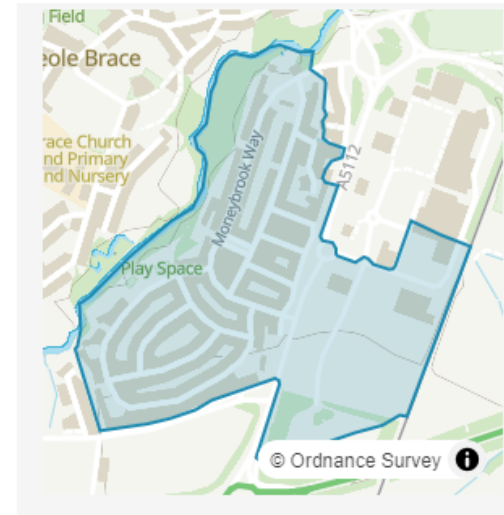 Field
eole Brace
race Church
nd Primary
nd Nursery
Moneybrook Way
A5112
Play Space
© Ordnance Survey